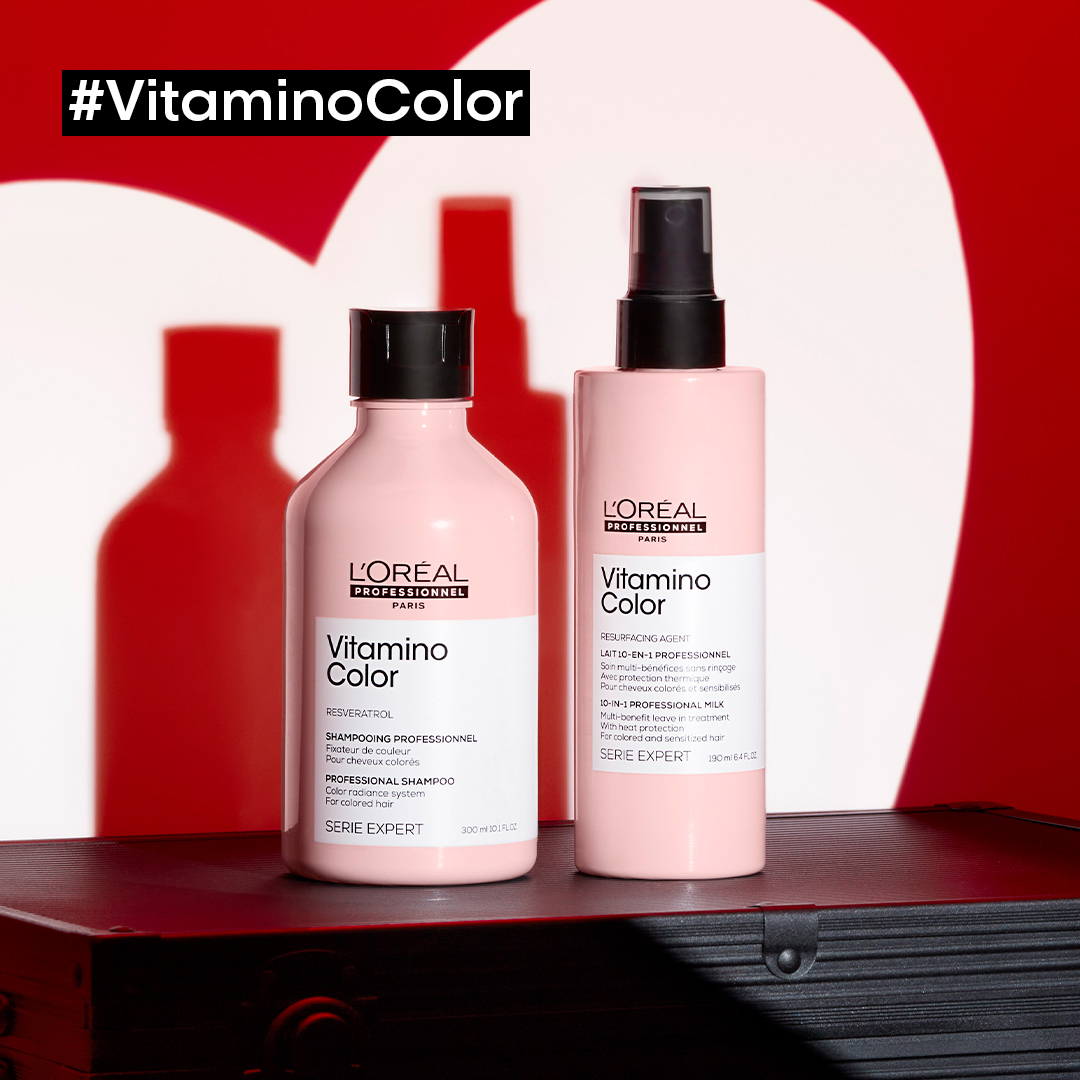 #VitaminoColor
L'ORÉAL
PROFESSIONNEL
PARIS
Vitamino
Color
RESVERATROL
SHAMPOOING PROFESSIONNEL
Fixateur de couleur
Pour cheveux colorés
PROFESSIONAL SHAMPOO
Color radiance system
For colored hair
SERIE EXPERT 300 ml 10.1 FL.OZ.
L'ORÉAL
PROFESSIONNEL
PARIS
Vitamino
Color
RESURFACING AGENT
LAIT 10-EN-1 PROFESSIONNEL
Soin multi-bénéfices sans rinçage
Avec protection thermique
Pour cheveux colorés et sensibilisés
10-IN-1 PROFESSIONAL MILK
Multi-benefit leave in treatment
With heat protection
For colored and sensitized hair.
SERIE EXPERT 190 ml 6.4 FL.OZ.